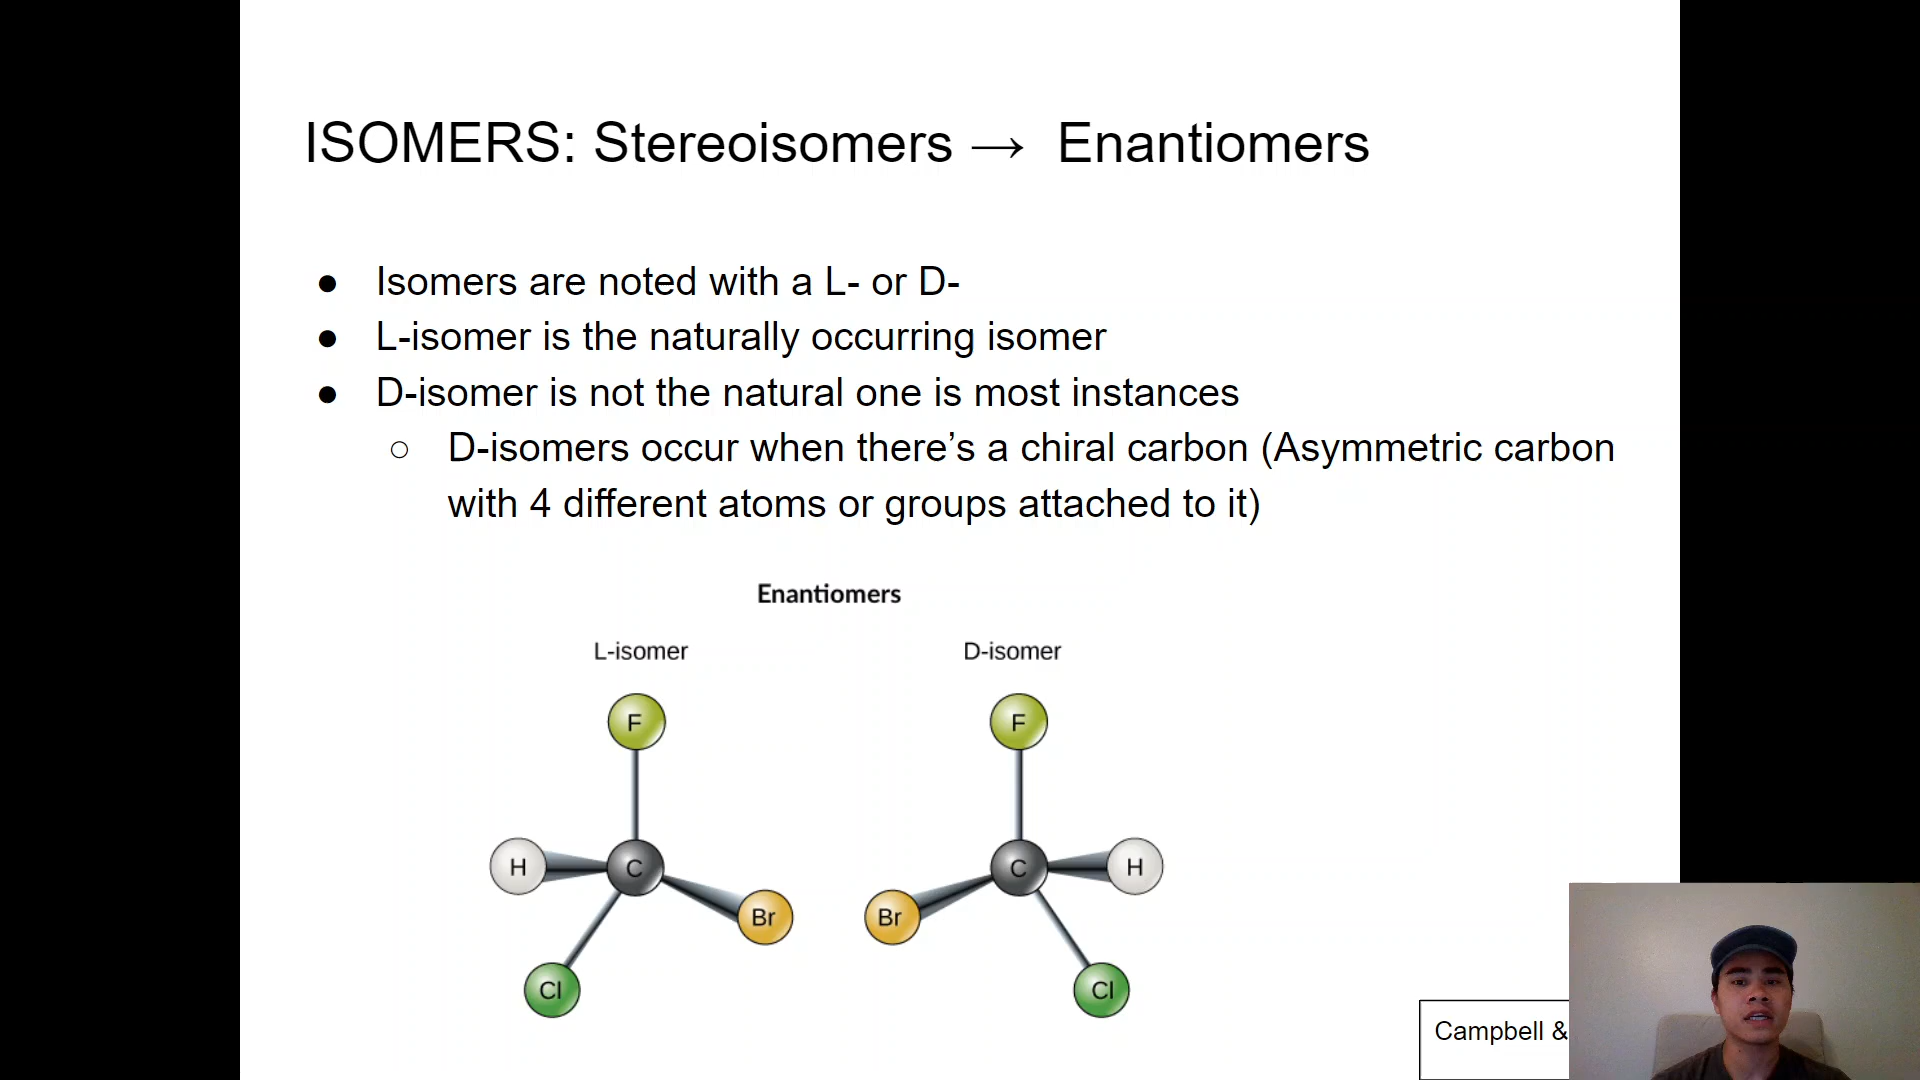 ISOMERS: Stereoisomers → Enantiomers
● Isomers are noted with a L- or D-
● L-isomer is the naturally occurring isomer
● D-isomer is not the natural one is most instances
○ D-isomers occur when there’s a chiral carbon (Asymmetric carbon
with 4 different atoms or groups attached to it)
Enantiomers
L-isomer D-isomer
F F
H C C H
Br Br
Cl Cl
Campbell &